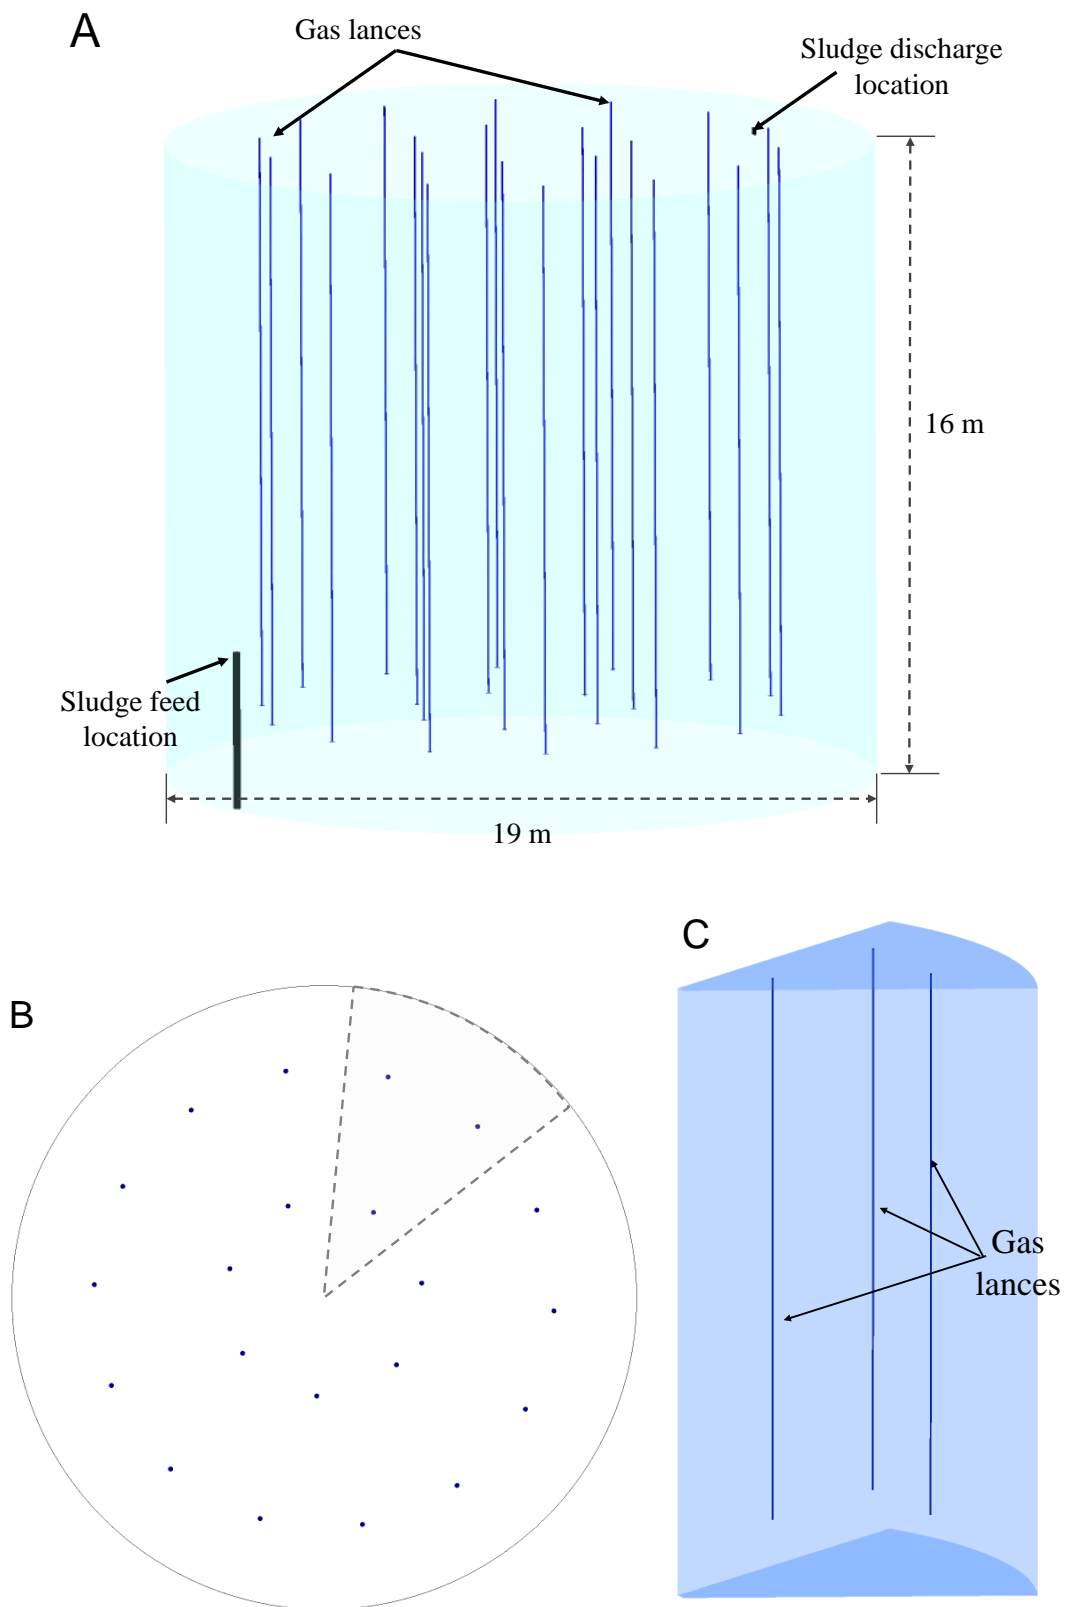 A
Gas lances
Sludge discharge
location
16 m
Sludge feed
location
19 m
B
C
Gas
lances